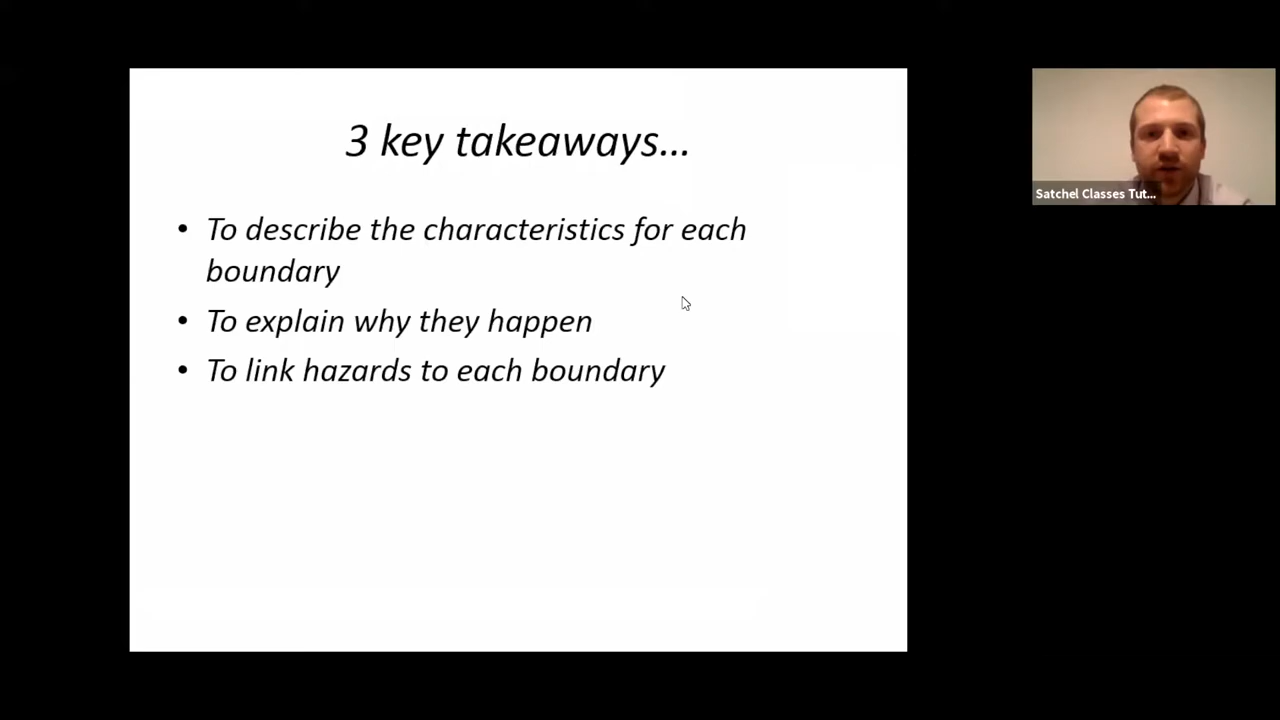 3 key takeaways...
• To describe the characteristics for each
boundary
• To explain why they happen
• To link hazards to each boundary
Satchel Classes Tut...